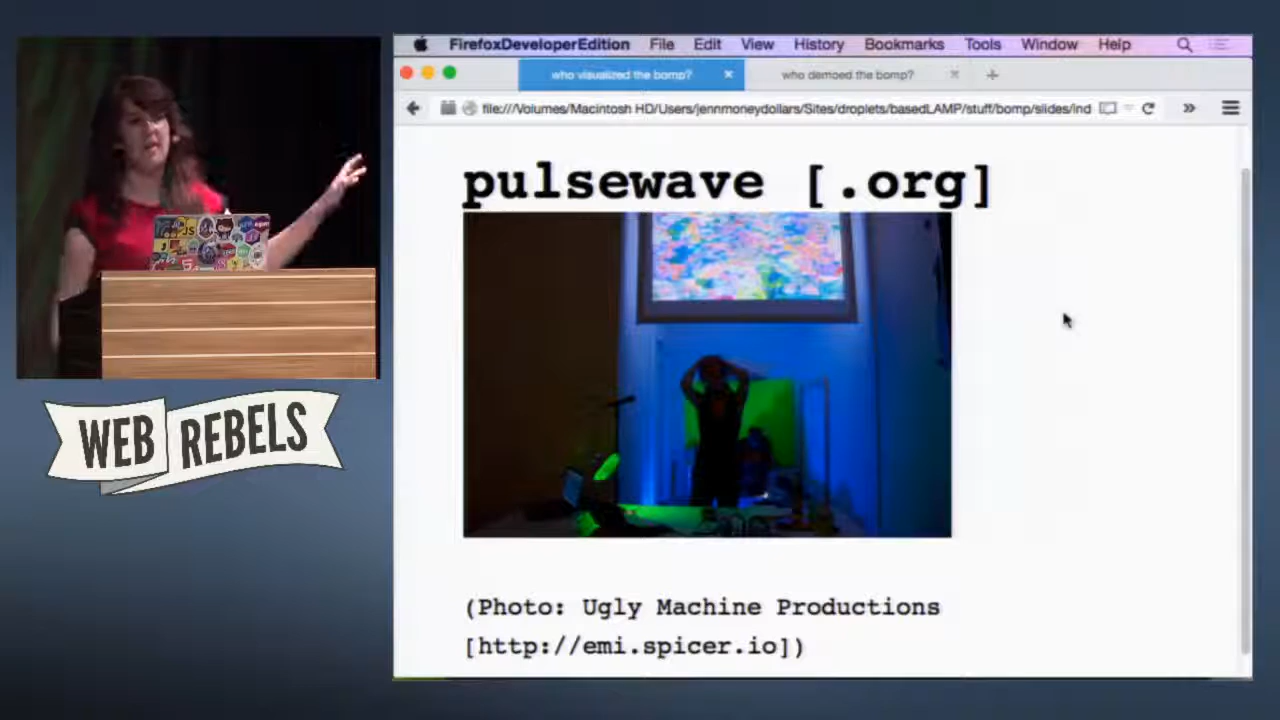 FirefoxDeveloperEdition File Edit View History Bookmarks Tools Window Help
who visualized the bomp?
who demoed the bomp?
file:///Volumes/Macintosh HD/Users/jennmoneydollars/Sites/droplets/basedLAMP/stuff/bomp/slides/ind
pulsewave [.org]
JS
WEB REBELS
(Photo: Ugly Machine Productions
[http://emi.spicer.io])